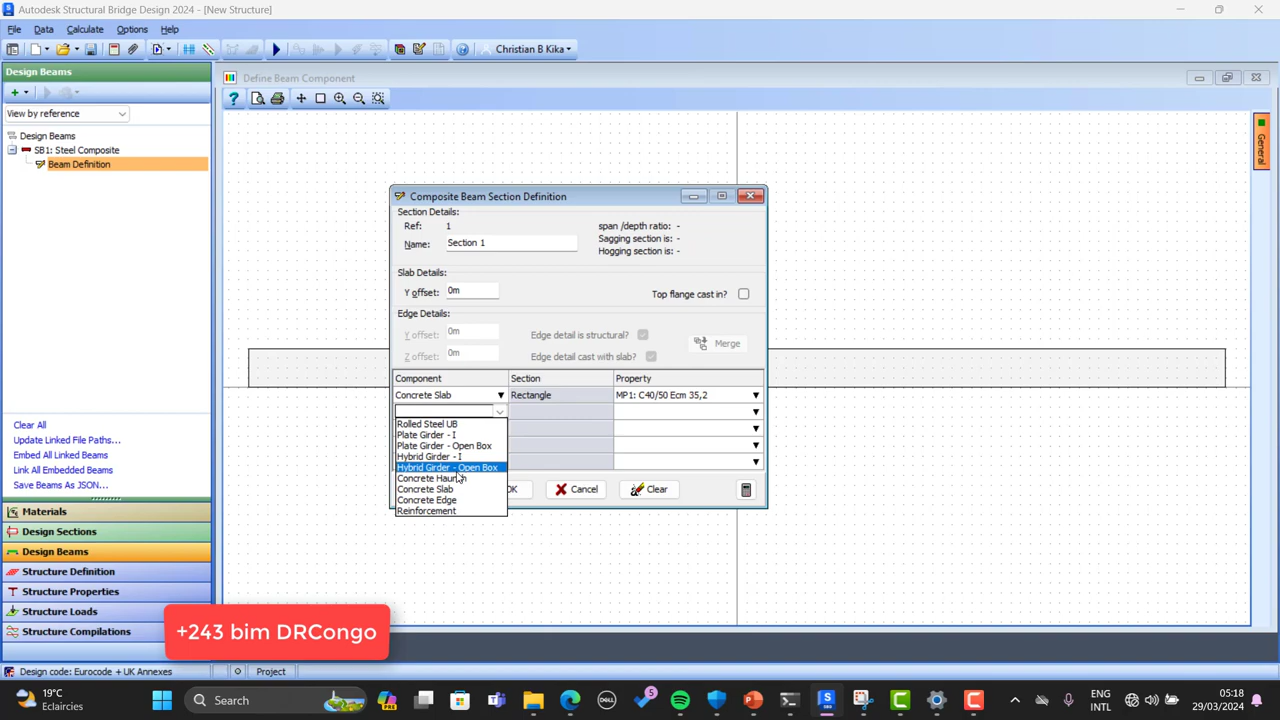 Autodesk Structural Bridge Design 2024 - [New Structure]
File Data Calculate Options Help
Christian B Kika
Design Beams
Define Beam Component
View by reference
Design Beams
SB1: Steel Composite
Beam Definition
General
Composite Beam Section Definition
Section Details:
Ref: 1
span /depth ratio: -
Name: Section 1
Sagging section is: -
Hogging section is: -
Slab Details:
Y offset: 0m
Top flange cast in?
Edge Details:
Y offset: 0m
Edge detail is structural?
Z offset: 0m
Edge detail cast with slab?
Merge
Component Section Property
Concrete Slab Rectangle MP1: C40/50 Ecm 35,2
Rolled Steel UB
Plate Girder - I
Plate Girder - Open Box
Hybrid Girder - I
Hybrid Girder - Open Box
Concrete Haunch
Concrete Slab
Concrete Edge
Reinforcement
OK Cancel Clear
Clear All
Update Linked File Paths...
Embed All Linked Beams
Link All Embedded Beams
Save Beams As JSON...
Materials
Design Sections
Design Beams
Structure Definition
Structure Properties
Structure Loads
Structure Compilations
+243 bim DRCongo
Design code: Eurocode + UK Annexes
Project
19°C
Eclaircies
Search
PRE
DELL
5
ENG
INTL
05:18
29/03/2024